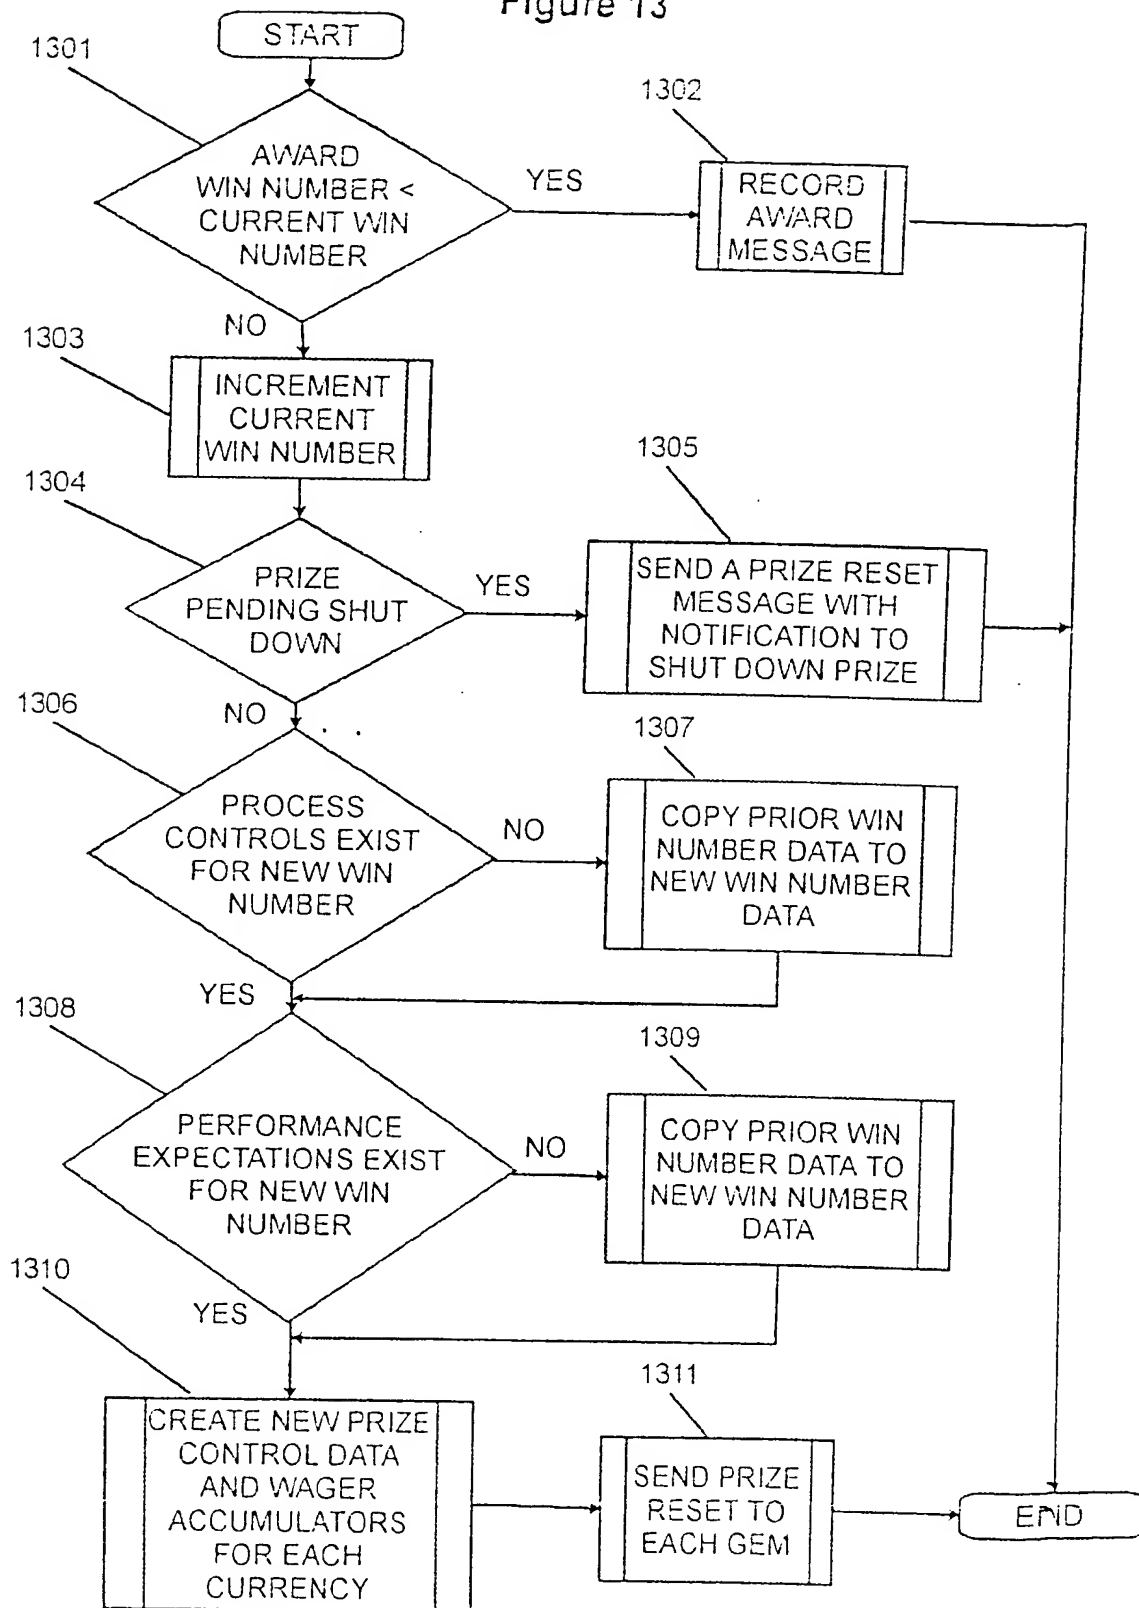 Figure 13
START
1301
1302
AWARD
WIN NUMBER <
CURRENT WIN
NUMBER
YES
RECORD
AWARD
MESSAGE
NO
1303
INCREMENT
CURRENT
WIN NUMBER
1304
1305
PRIZE
PENDING SHUT
DOWN
YES
SEND A PRIZE RESET
MESSAGE WITH
NOTIFICATION TO
SHUT DOWN PRIZE
NO
1306
1307
PROCESS
CONTROLS EXIST
FOR NEW WIN
NUMBER
NO
COPY PRIOR WIN
NUMBER DATA TO
NEW WIN NUMBER
DATA
YES
1308
1309
PERFORMANCE
EXPECTATIONS EXIST
FOR NEW WIN
NUMBER
NO
COPY PRIOR WIN
NUMBER DATA TO
NEW WIN NUMBER
DATA
YES
1310
1311
CREATE NEW PRIZE
CONTROL DATA
AND WAGER
ACCUMULATORS
FOR EACH
CURRENCY
SEND PRIZE
RESET TO
EACH GEM
END